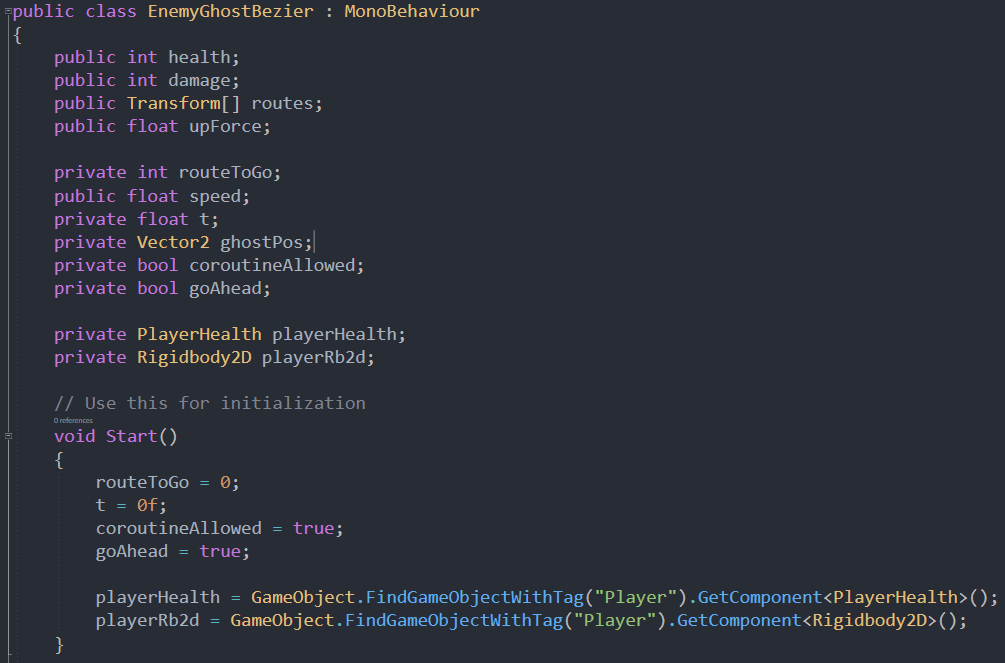 public class EnemyGhostBezier : MonoBehaviour
{
    public int health;
    public int damage;
    public Transform[] routes;
    public float upForce;

    private int routeToGo;
    public float speed;
    private float t;
    private Vector2 ghostPos;
    private bool coroutineAllowed;
    private bool goAhead;

    private PlayerHealth playerHealth;
    private Rigidbody2D playerRb2d;

    // Use this for initialization
    0 references
    void Start()
    {
        routeToGo = 0;
        t = 0f;
        coroutineAllowed = true;
        goAhead = true;

        playerHealth = GameObject.FindGameObjectWithTag("Player").GetComponent<PlayerHealth>();
        playerRb2d = GameObject.FindGameObjectWithTag("Player").GetComponent<Rigidbody2D>();
    }